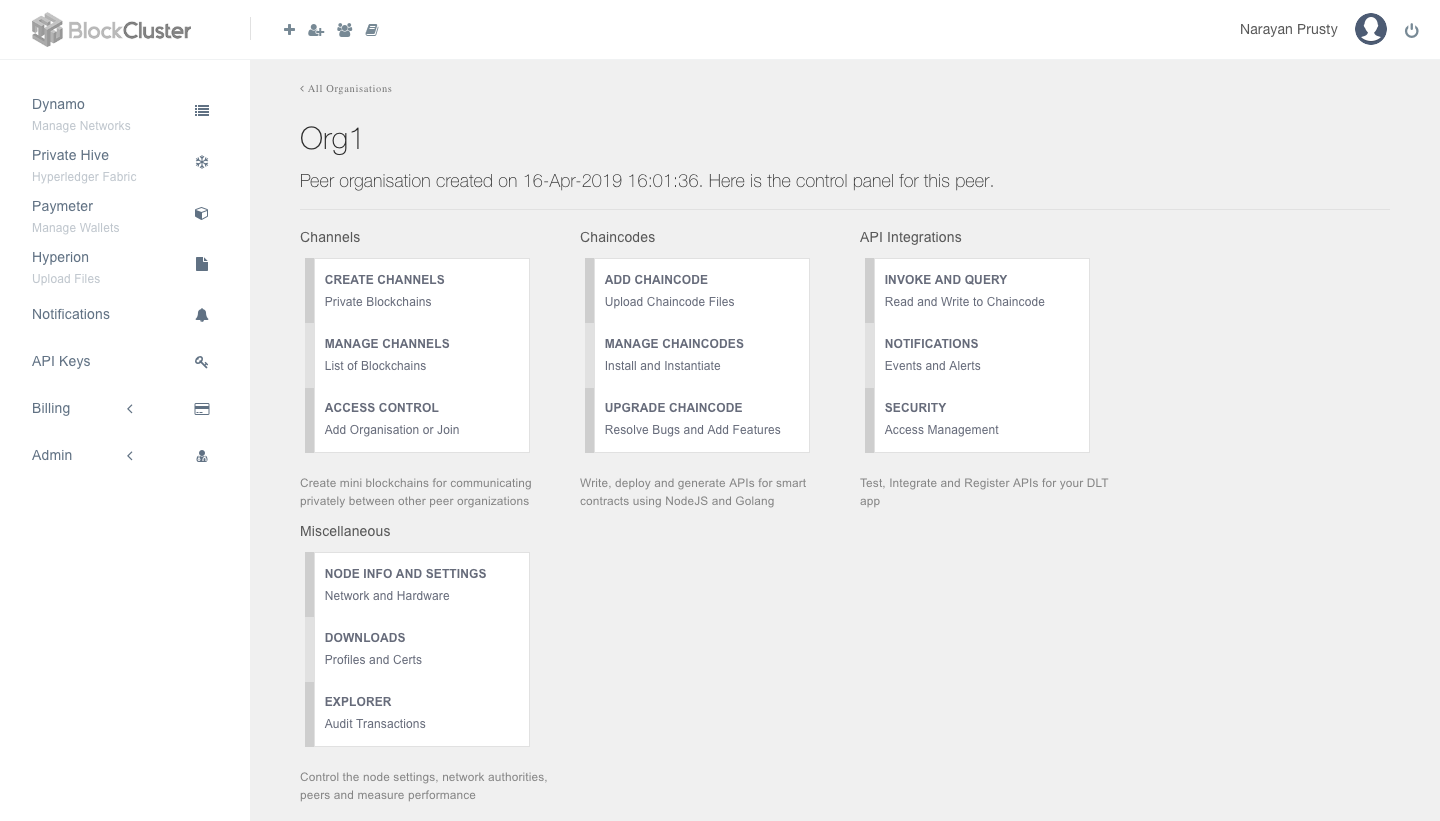 BlockCluster
Narayan Prusty
Dynamo
Manage Networks
Private Hive
Hyperledger Fabric
Paymeter
Manage Wallets
Hyperion
Upload Files
Notifications
API Keys
Billing
Admin
All Organisations
Org1
Peer organisation created on 16-Apr-2019 16:01:36. Here is the control panel for this peer.
Channels
CREATE CHANNELS
Private Blockchains
MANAGE CHANNELS
List of Blockchains
ACCESS CONTROL
Add Organisation or Join
Create mini blockchains for communicating
privately between other peer organizations
Chaincodes
ADD CHAINCODE
Upload Chaincode Files
MANAGE CHAINCODES
Install and Instantiate
UPGRADE CHAINCODE
Resolve Bugs and Add Features
Write, deploy and generate APIs for smart
contracts using NodeJS and Golang
API Integrations
INVOKE AND QUERY
Read and Write to Chaincode
NOTIFICATIONS
Events and Alerts
SECURITY
Access Management
Test, Integrate and Register APIs for your DLT
app
Miscellaneous
NODE INFO AND SETTINGS
Network and Hardware
DOWNLOADS
Profiles and Certs
EXPLORER
Audit Transactions
Control the node settings, network authorities,
peers and measure performance